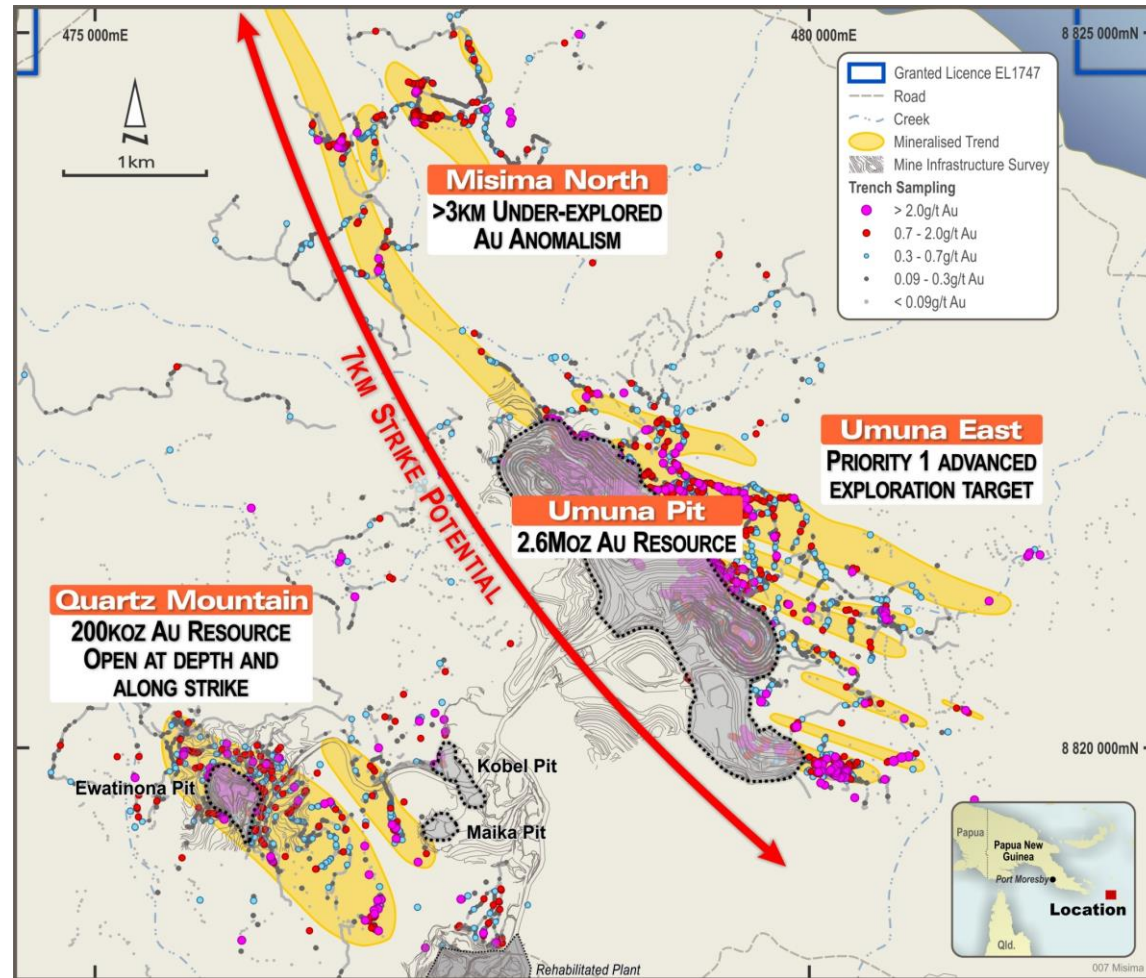 475 000mE
480 000mE
8 825 000mN
N
1km
Granted Licence EL1747
Road
Creek
Mineralised Trend
Mine Infrastructure Survey
Trench Sampling
> 2.0g/t Au
0.7 - 2.0g/t Au
0.3 - 0.7g/t Au
0.09 - 0.3g/t Au
< 0.09g/t Au
Misima North
>3KM UNDER-EXPLORED
AU ANOMALISM
7KM STRIKE POTENTIAL
Umuna East
PRIORITY 1 ADVANCED
EXPLORATION TARGET
Umuna Pit
2.6MOZ AU RESOURCE
Quartz Mountain
200KOZ AU RESOURCE
OPEN AT DEPTH AND
ALONG STRIKE
8 820 000mN
Kobel Pit
Ewatinona Pit
Maika Pit
Rehabilitated Plant
Papua
Papua New
Guinea
Port Moresby
Location
Qld.
007 Misima